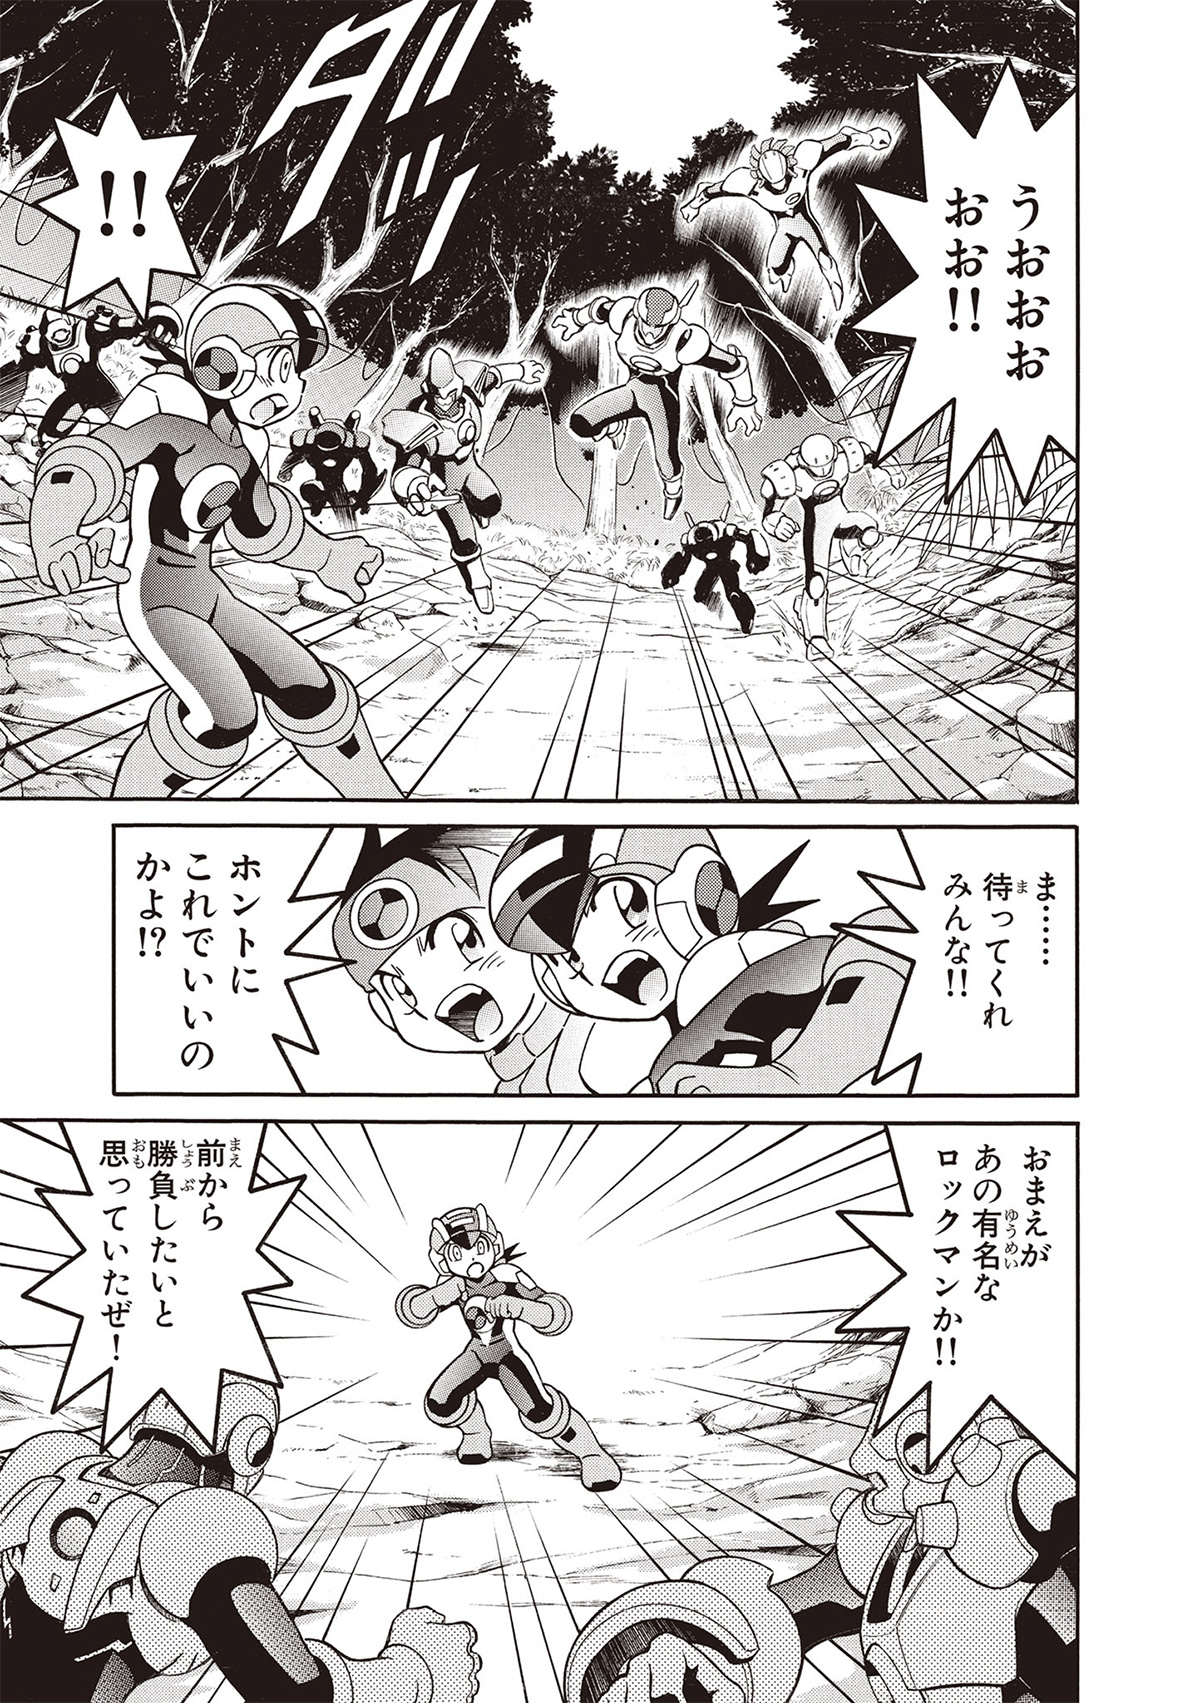 うおおお
おお!!
ダッ
!!
ま……
待ってくれ
みんな!!
ホントに
これでいいの
かよ!?
おまえが
あの有名な
ロックマンか!!
前から
勝負したいと
思っていたぜ!